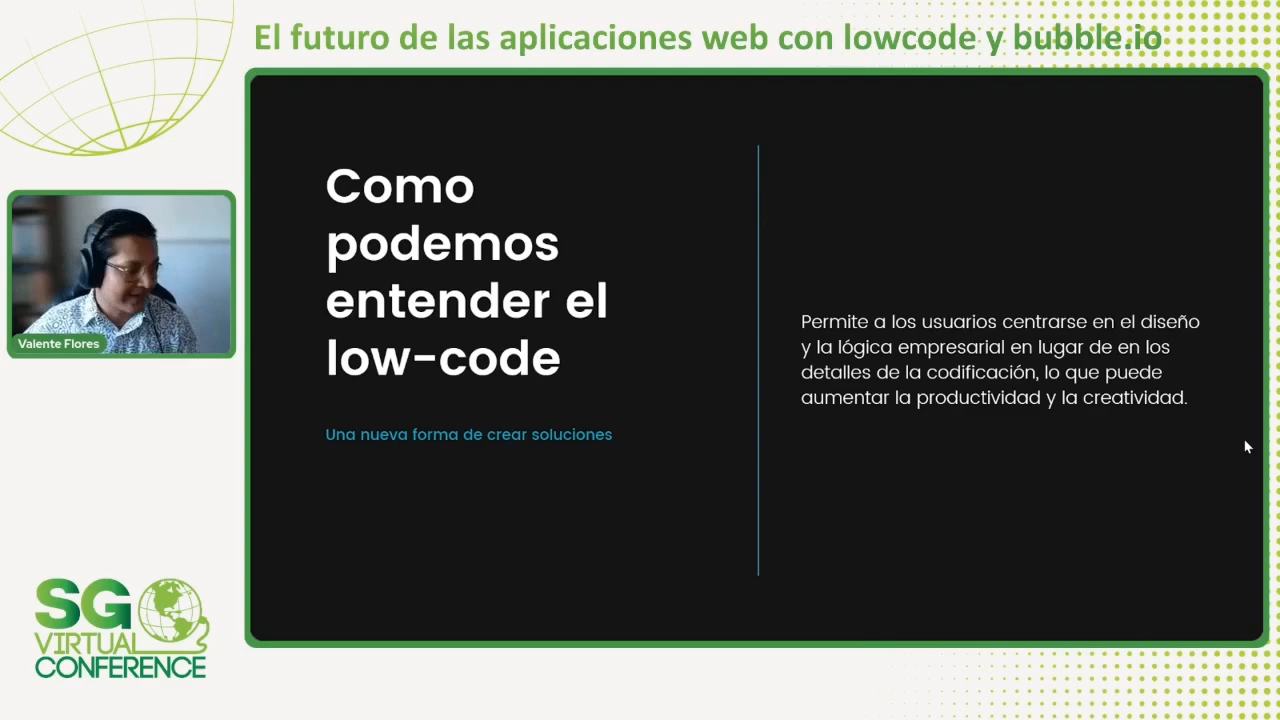 El futuro de las aplicaciones web con lowcode y bubble.io
Como
podemos
entender el
low-code
Una nueva forma de crear soluciones
Permite a los usuarios centrarse en el diseño
y la lógica empresarial en lugar de en los
detalles de la codificación, lo que puede
aumentar la productividad y la creatividad.
Valente Flores
SG
VIRTUAL
CONFERENCE